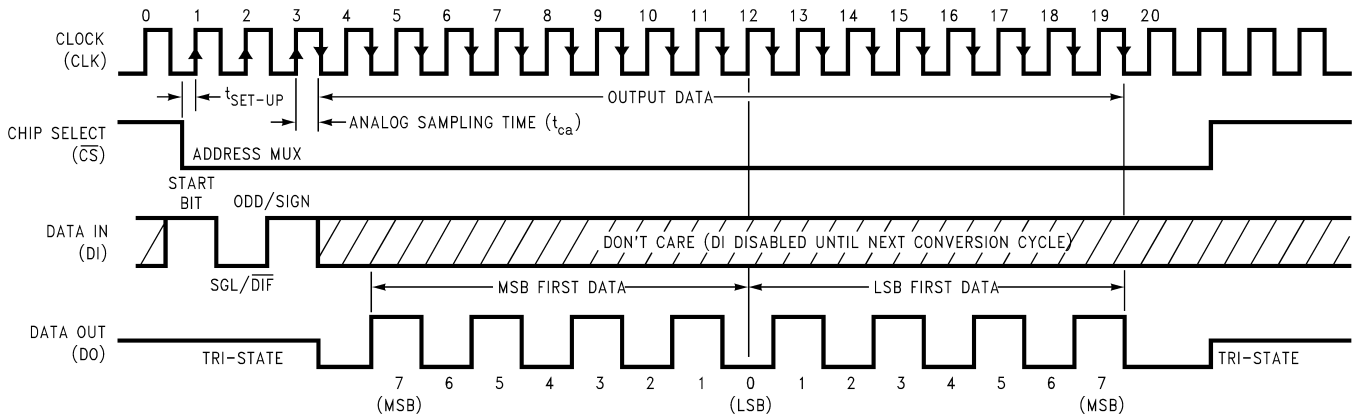 0 1 2 3 4 5 6 7 8 9 10 11 12 13 14 15 16 17 18 19 20
CLOCK
(CLK)
tSET-UP
OUTPUT DATA
ANALOG SAMPLING TIME (tca)
CHIP SELECT
(C̅S̅)
ADDRESS MUX
START
BIT
ODD/SIGN
DATA IN
(DI)
DON'T CARE (DI DISABLED UNTIL NEXT CONVERSION CYCLE)
SGL/D̅I̅F̅
MSB FIRST DATA
LSB FIRST DATA
DATA OUT
(DO)
TRI-STATE
TRI-STATE
7 6 5 4 3 2 1 0 1 2 3 4 5 6 7
(MSB) (LSB) (MSB)